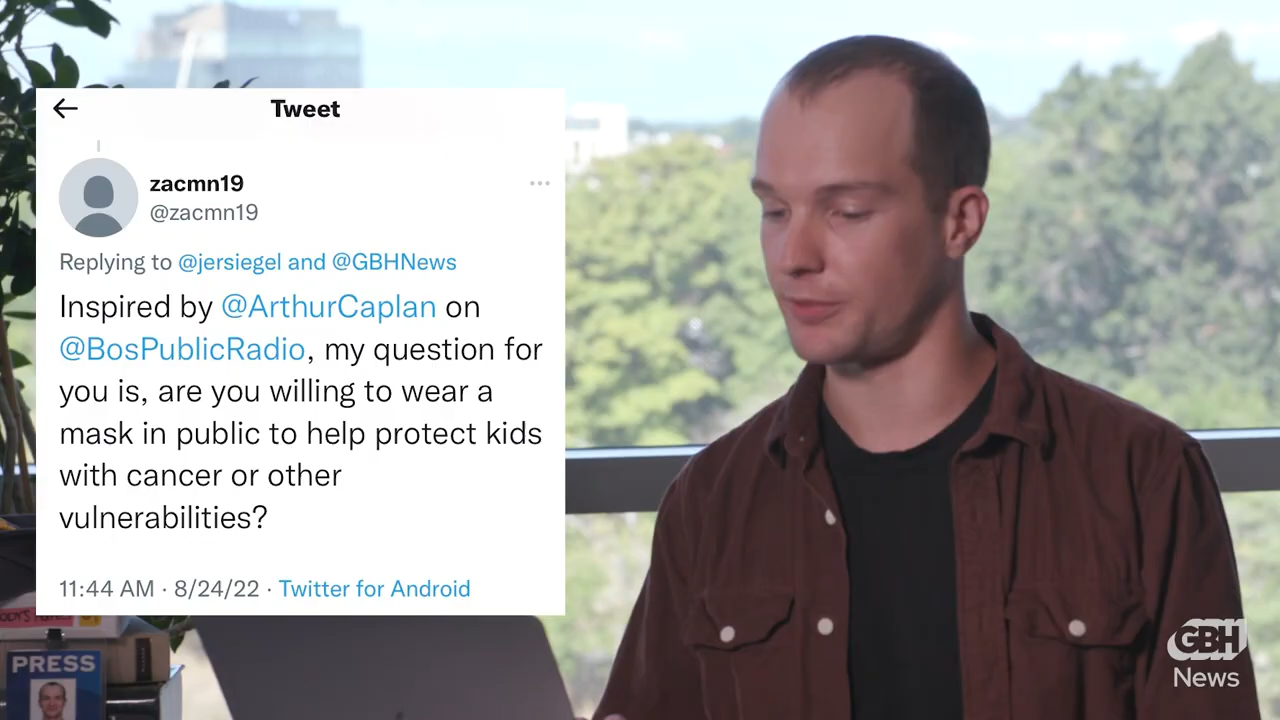 Tweet
zacmn19
@zacmn19
Replying to @jersiegel and @GBHNews
Inspired by @ArthurCaplan on
@BosPublicRadio, my question for
you is, are you willing to wear a
mask in public to help protect kids
with cancer or other
vulnerabilities?
11:44 AM · 8/24/22 · Twitter for Android
PRESS
GBH
News